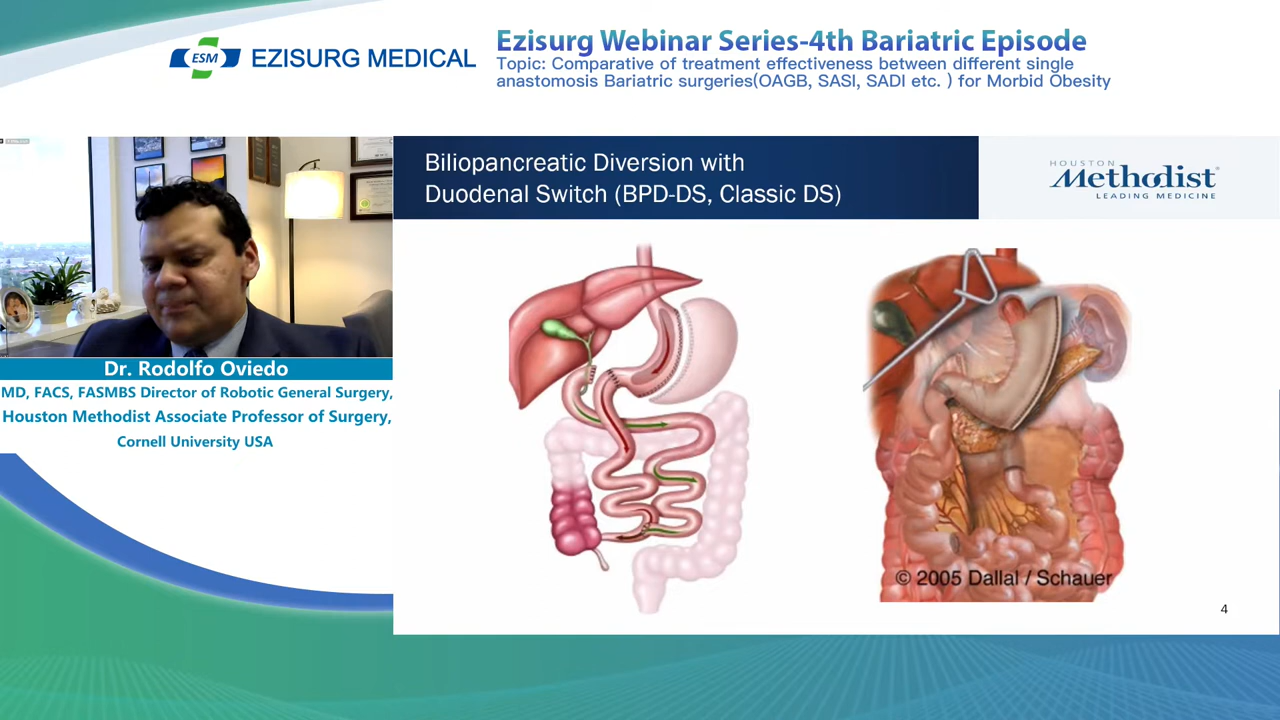 ESM
EZISURG MEDICAL
Ezisurg Webinar Series-4th Bariatric Episode
Topic: Comparative of treatment effectiveness between different single
anastomosis Bariatric surgeries(OAGB, SASI, SADI etc. ) for Morbid Obesity
Biliopancreatic Diversion with
Duodenal Switch (BPD-DS, Classic DS)
HOUSTON
Methodist®
LEADING MEDICINE
Dr. Rodolfo Oviedo
MD, FACS, FASMBS Director of Robotic General Surgery,
Houston Methodist Associate Professor of Surgery,
Cornell University USA
© 2005 Dallal / Schauer
4